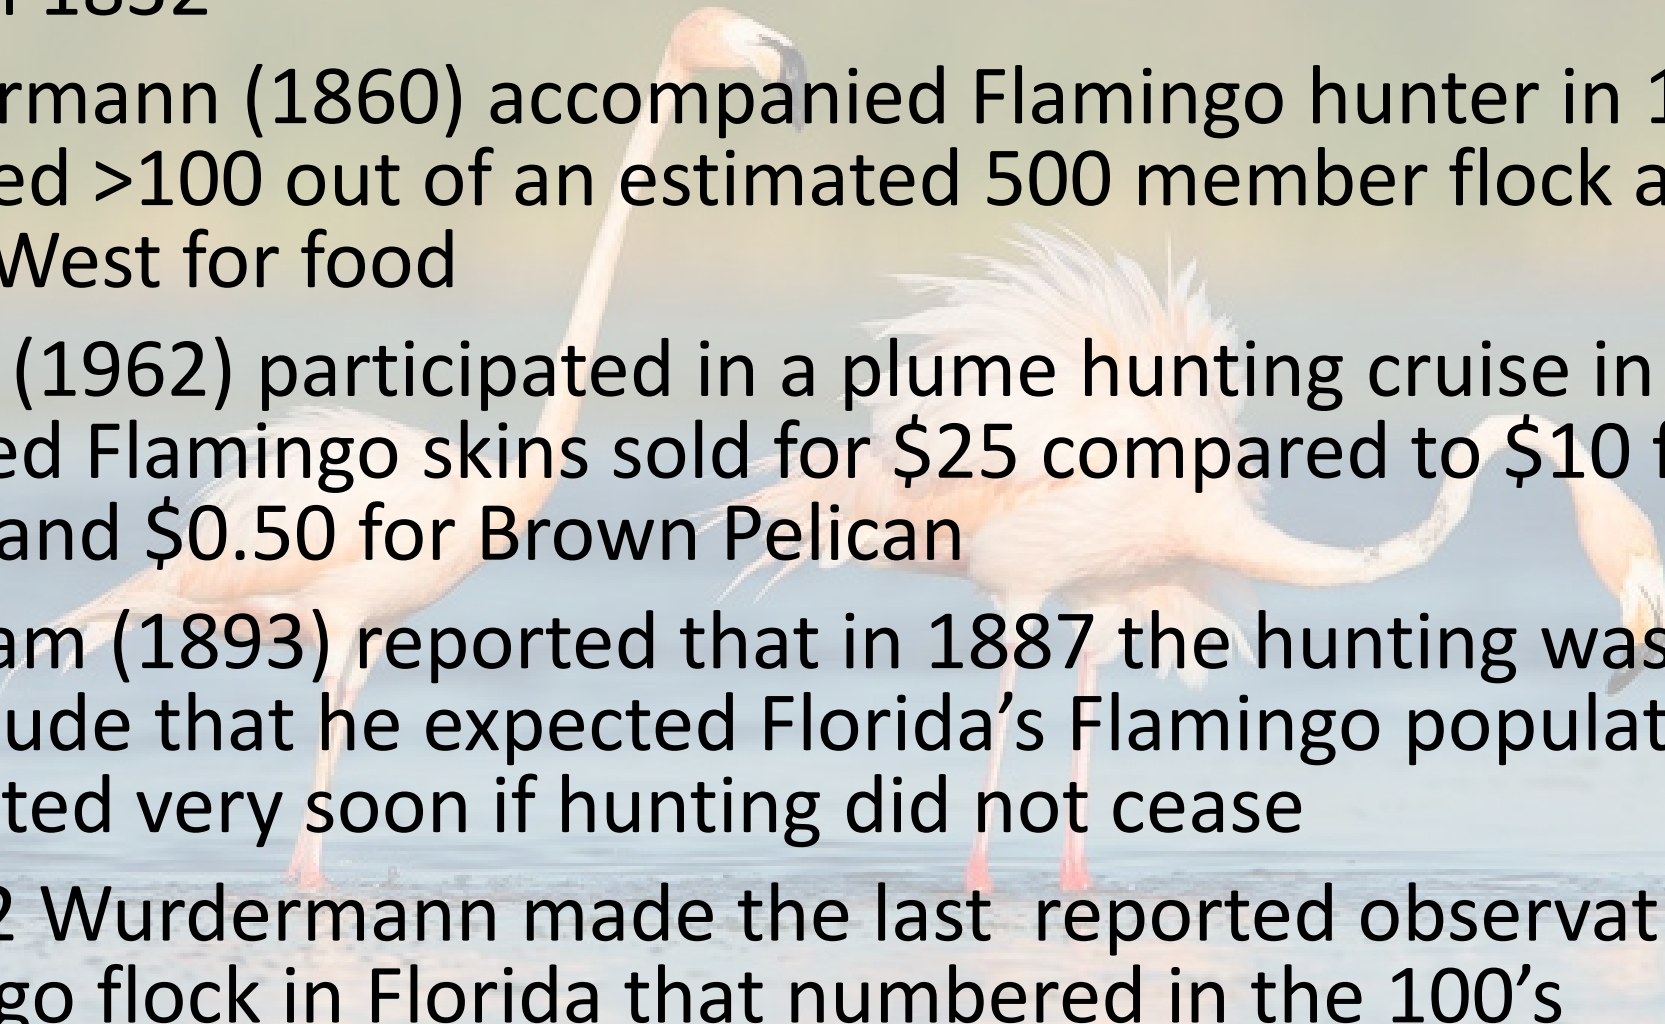 1832
rmann (1860) accompanied Flamingo hunter in 1
ed >100 out of an estimated 500 member flock a
West for food
(1962) participated in a plume hunting cruise in
ed Flamingo skins sold for $25 compared to $10 f
and $0.50 for Brown Pelican
am (1893) reported that in 1887 the hunting was
ude that he expected Florida’s Flamingo populat
ted very soon if hunting did not cease
2 Wurdermann made the last reported observat
go flock in Florida that numbered in the 100’s